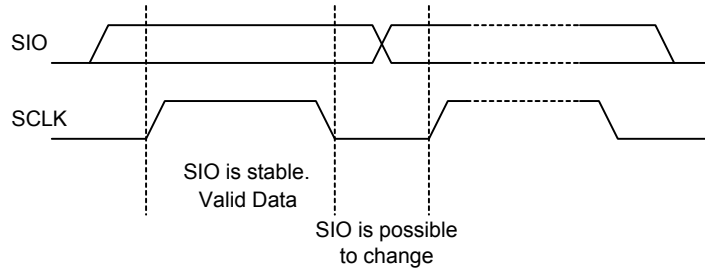 SIO
SCLK
SIO is stable.
Valid Data
SIO is possible
to change